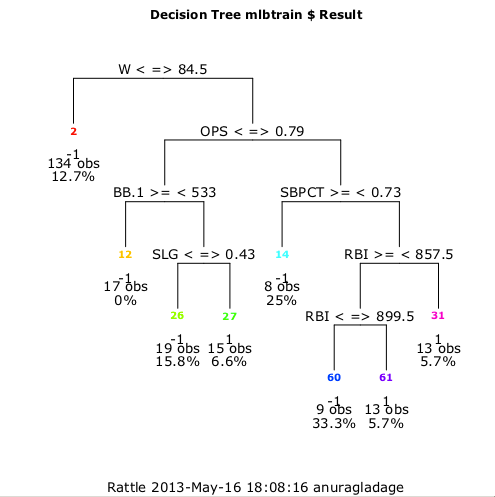 Decision Tree mlbtrain $ Result
W < => 84.5
2
-1
134 obs
12.7%
OPS < => 0.79
BB.1 >= < 533
SBPCT >= < 0.73
12
-1
17 obs
0%
SLG < => 0.43
14
-1
8 obs
25%
RBI >= < 857.5
26
-1
19 obs
15.8%
27
1
15 obs
6.6%
RBI < => 899.5
31
1
13 obs
5.7%
60
-1
9 obs
33.3%
61
1
13 obs
5.7%
Rattle 2013-May-16 18:08:16 anuragladage